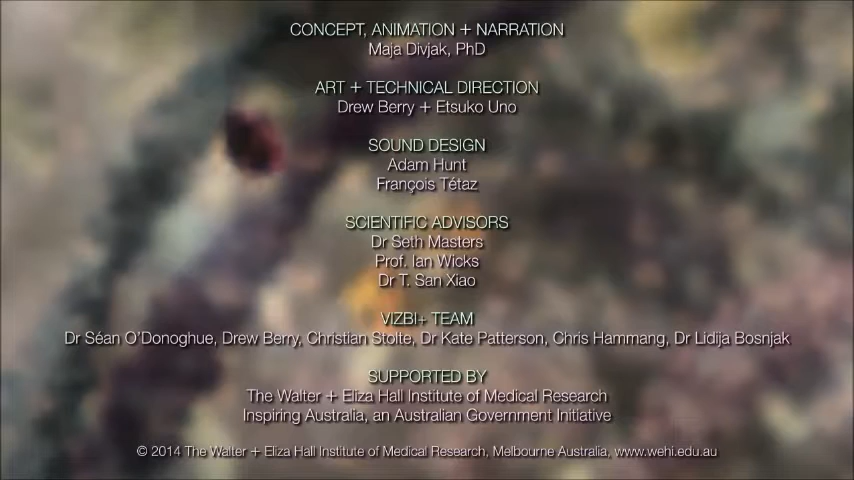 CONCEPT, ANIMATION + NARRATION
Maja Divjak, PhD
ART + TECHNICAL DIRECTION
Drew Berry + Etsuko Uno
SOUND DESIGN
Adam Hunt
François Tétaz
SCIENTIFIC ADVISORS
Dr Seth Masters
Prof. Ian Wicks
Dr T. San Xiao
VIZBI+ TEAM
Dr Séan O'Donoghue, Drew Berry, Christian Stolte, Dr Kate Patterson, Chris Hammang, Dr Lidija Bosnjak
SUPPORTED BY
The Walter + Eliza Hall Institute of Medical Research
Inspiring Australia, an Australian Government Initiative
© 2014 The Walter + Eliza Hall Institute of Medical Research, Melbourne Australia, www.wehi.edu.au